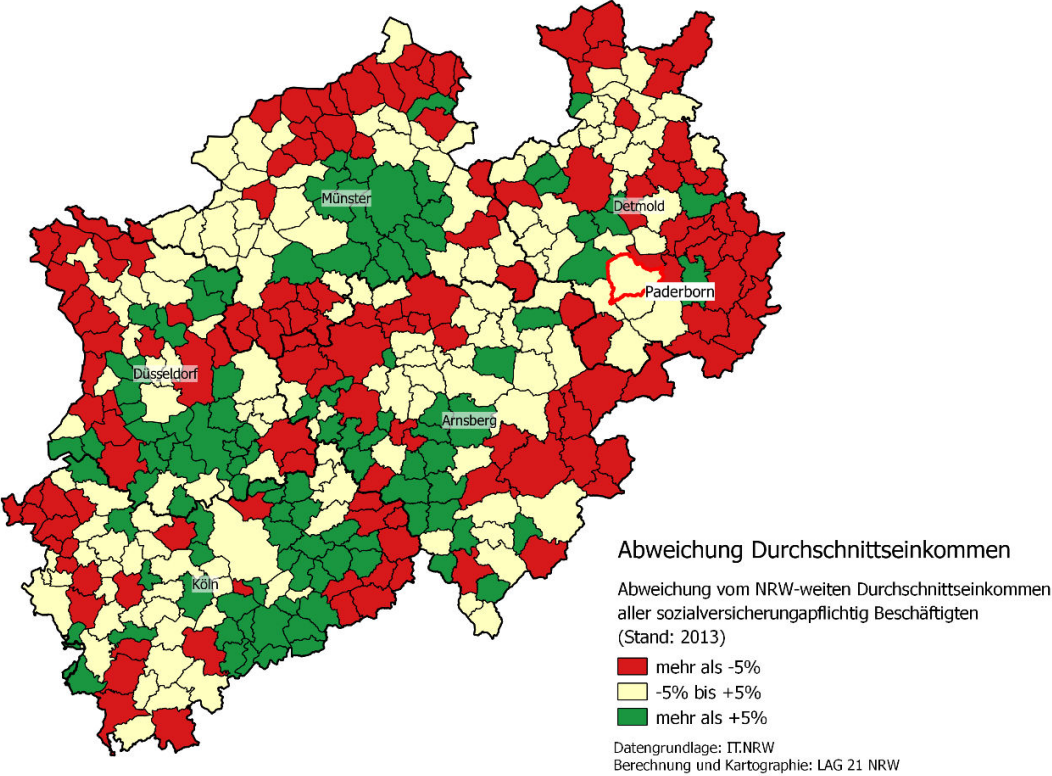 Münster
Detmold
Paderborn
Düsseldorf
Arnsberg
Köln
Abweichung Durchschnittseinkommen
Abweichung vom NRW-weiten Durchschnittseinkommen
aller sozialversicherungapflichtig Beschäftigten
(Stand: 2013)
mehr als -5%
-5% bis +5%
mehr als +5%
Datengrundlage: IT.NRW
Berechnung und Kartographie: LAG 21 NRW